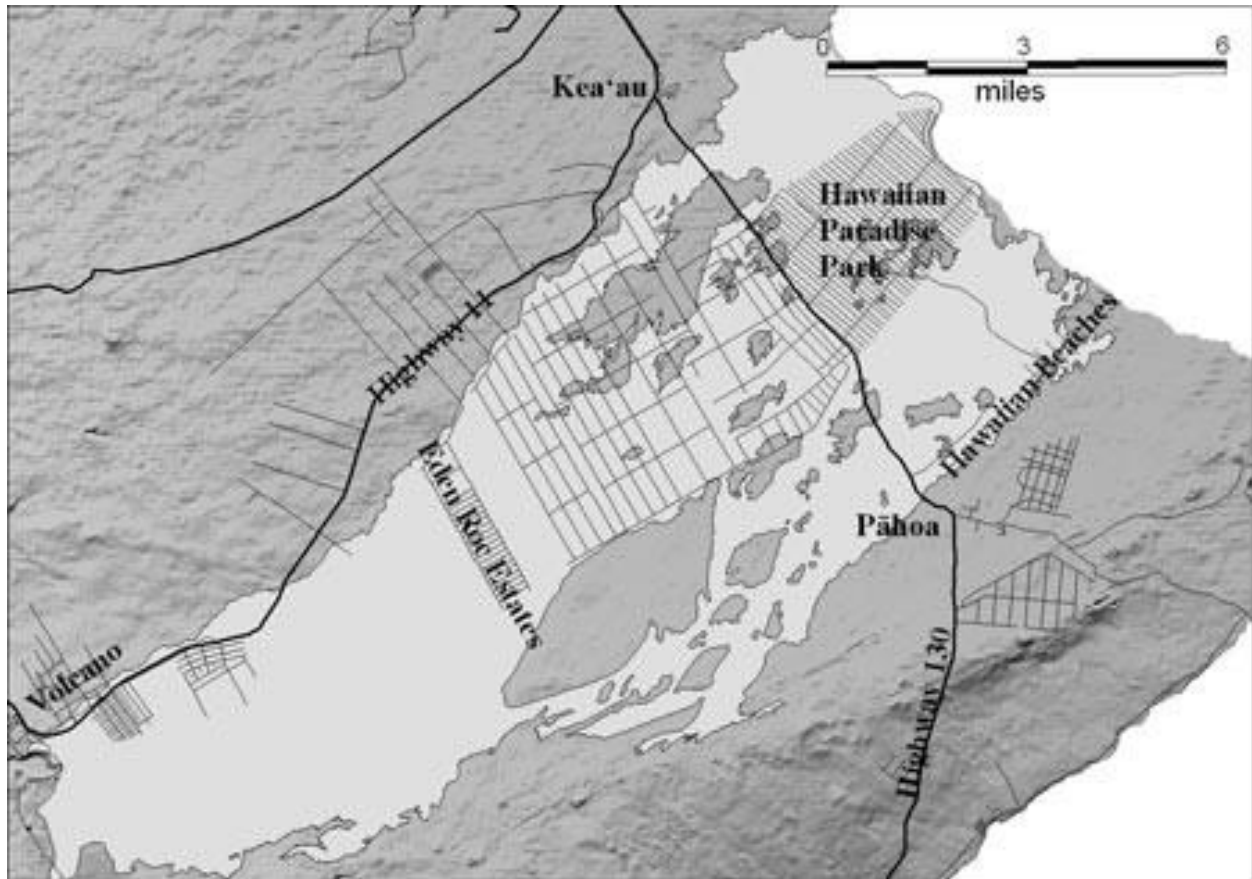 0 3 6
miles
Keaʻau
Hawaiian
Paradise
Park
Highway 11
Hawaiian Beaches
Eden Roc Estates
Pāhoa
Volcano
Highway 130